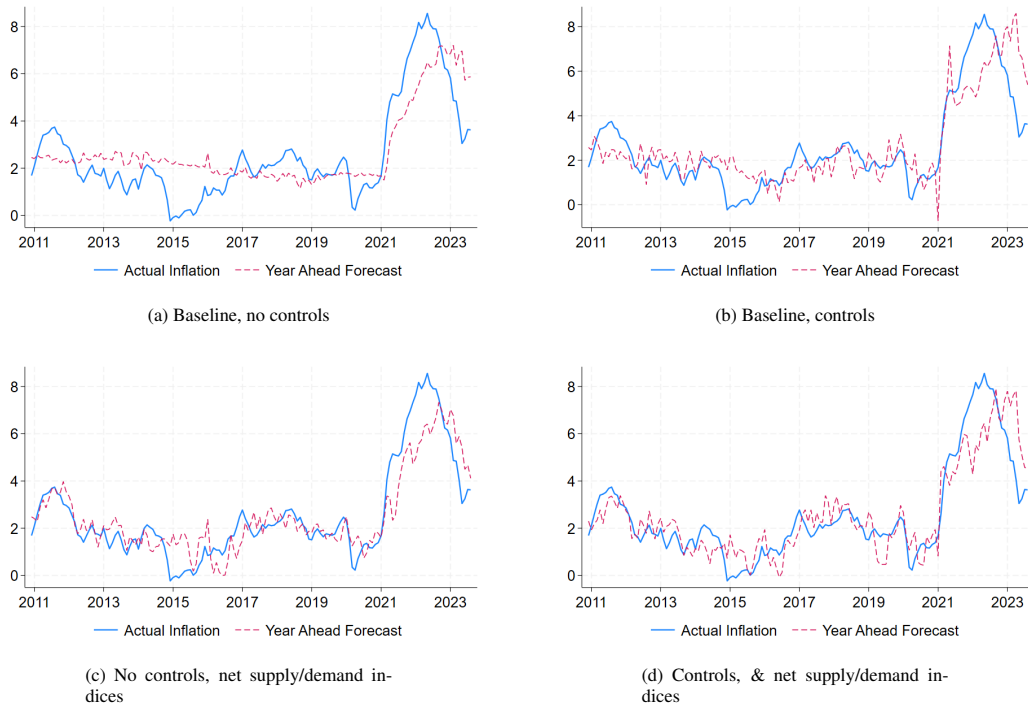 8
6
4
2
0
2011 2013 2015 2017 2019 2021 2023
Actual Inflation Year Ahead Forecast
(a) Baseline, no controls
8
6
4
2
0
2011 2013 2015 2017 2019 2021 2023
Actual Inflation Year Ahead Forecast
(b) Baseline, controls
8
6
4
2
0
2011 2013 2015 2017 2019 2021 2023
Actual Inflation Year Ahead Forecast
(c) No controls, net supply/demand in-
dices
8
6
4
2
0
2011 2013 2015 2017 2019 2021 2023
Actual Inflation Year Ahead Forecast
(d) Controls, & net supply/demand in-
dices